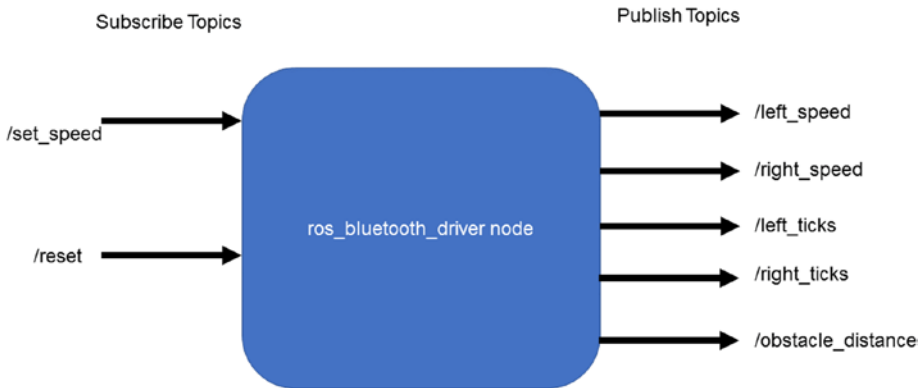 Subscribe Topics
Publish Topics
/set_speed
/reset
ros_bluetooth_driver node
/left_speed
/right_speed
/left_ticks
/right_ticks
/obstacle_distance